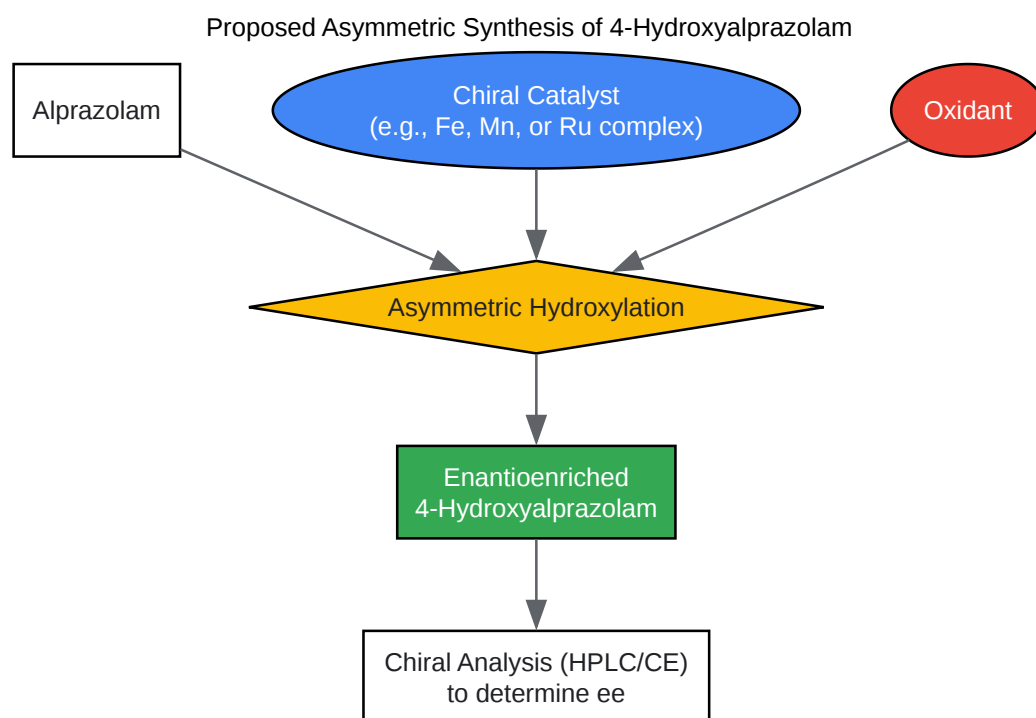 Proposed Asymmetric Synthesis of 4-Hydroxyalprazolam
Alprazolam
Chiral Catalyst
(e.g., Fe, Mn, or Ru complex)
Oxidant
Asymmetric Hydroxylation
Enantioenriched
4-Hydroxyalprazolam
Chiral Analysis (HPLC/CE)
to determine ee